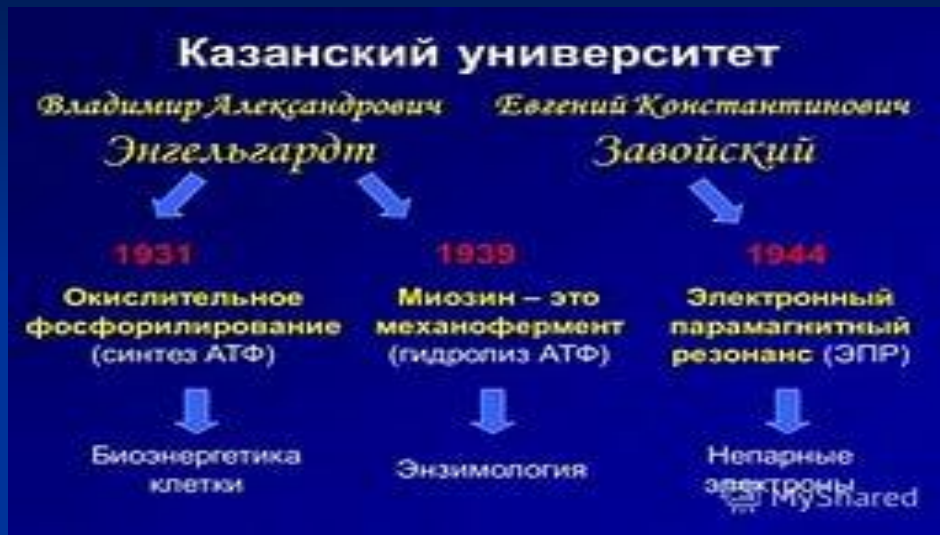 Казанский университет
Владимир Александрович
Энгельгардт
Евгений Константинович
Завойский
1931
Окислительное
фосфорилирование
(синтез АТФ)
Биоэнергетика
клетки
1939
Миозин – это
механофермент
(гидролиз АТФ)
Энзимология
1944
Электронный
парамагнитный
резонанс (ЭПР)
Непарные
электроны
MyShared